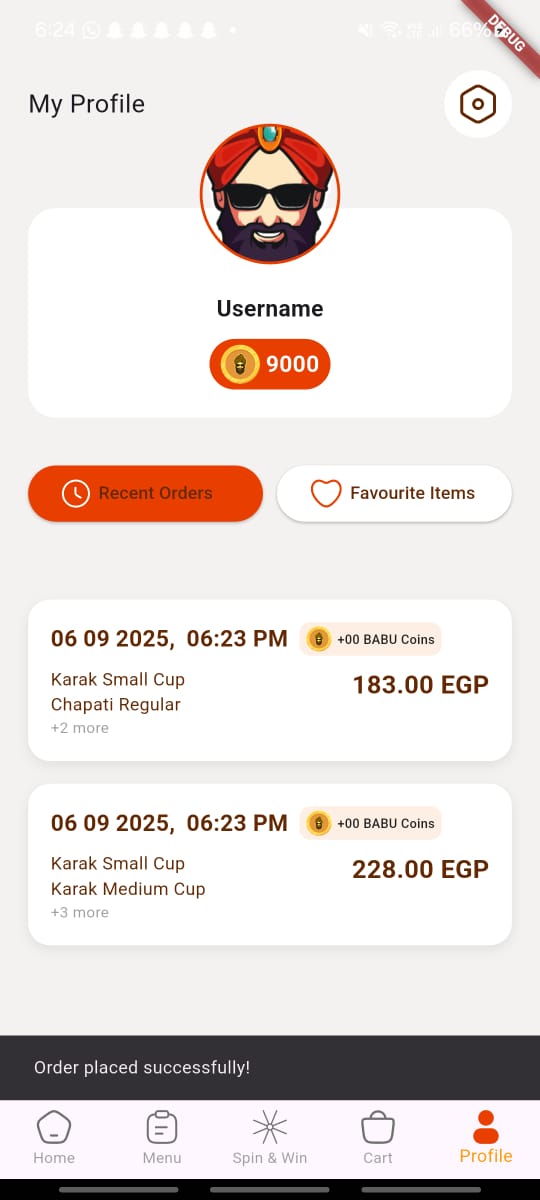 6:24 66%
DEBUG
My Profile
Username
9000
Recent Orders
Favourite Items
06 09 2025, 06:23 PM
+00 BABU Coins
Karak Small Cup
183.00 EGP
Chapati Regular
+2 more
06 09 2025, 06:23 PM
+00 BABU Coins
Karak Small Cup
228.00 EGP
Karak Medium Cup
+3 more
Order placed successfully!
Home
Menu
Spin & Win
Cart
Profile